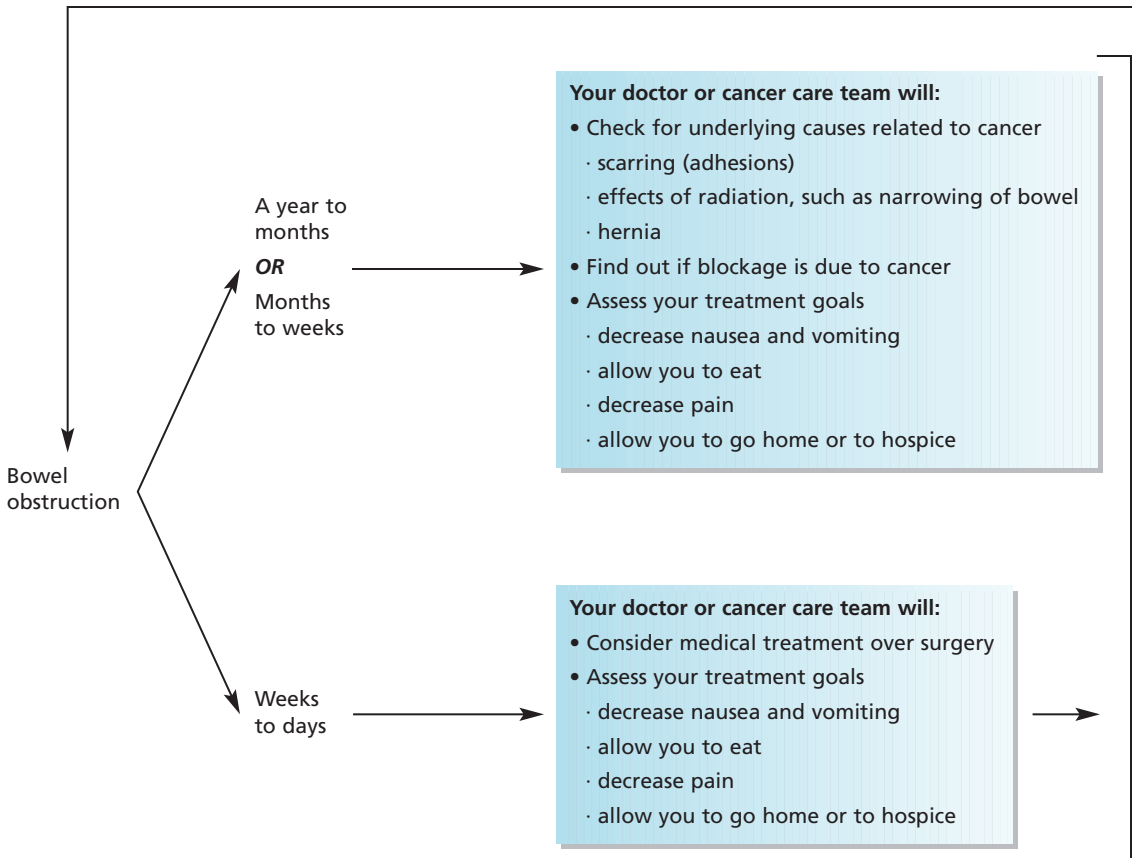 Your doctor or cancer care team will:
• Check for underlying causes related to cancer
· scarring (adhesions)
· effects of radiation, such as narrowing of bowel
· hernia
• Find out if blockage is due to cancer
• Assess your treatment goals
· decrease nausea and vomiting
· allow you to eat
· decrease pain
· allow you to go home or to hospice
A year to
months
OR
Months
to weeks
Bowel
obstruction
Weeks
to days
Your doctor or cancer care team will:
• Consider medical treatment over surgery
• Assess your treatment goals
· decrease nausea and vomiting
· allow you to eat
· decrease pain
· allow you to go home or to hospice